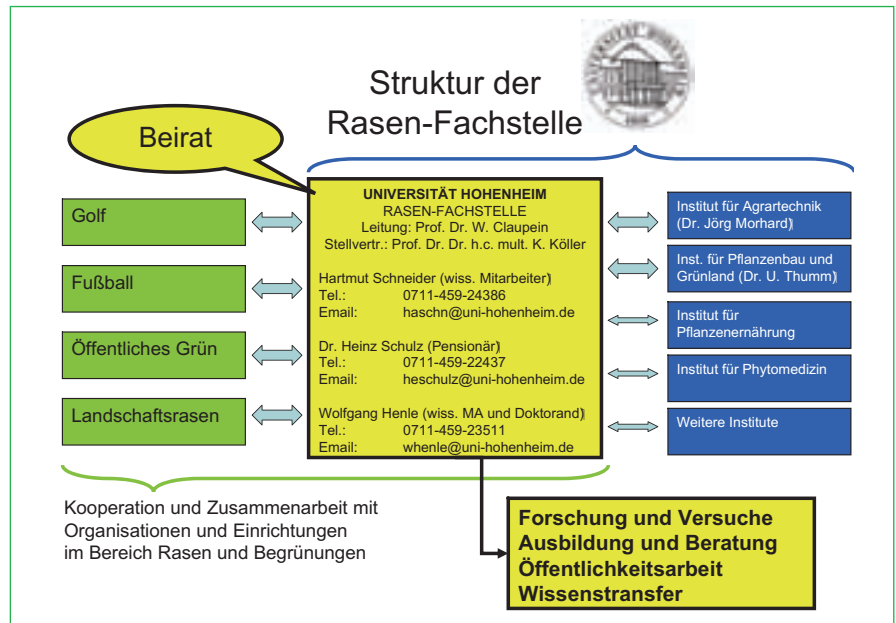 Struktur der
Rasen-Fachstelle
Beirat
Golf
Fußball
Öffentliches Grün
Landschaftsrasen
UNIVERSITÄT HOHENHEIM
RASEN-FACHSTELLE
Leitung: Prof. Dr. W. Claupein
Stellvertr.: Prof. Dr. Dr. h.c. mult. K. Köller
Hartmut Schneider (wiss. Mitarbeiter)
Tel.: 0711-459-24386
Email: haschn@uni-hohenheim.de
Dr. Heinz Schulz (Pensionär)
Tel.: 0711-459-22437
Email: heschulz@uni-hohenheim.de
Wolfgang Henle (wiss. MA und Doktorand)
Tel.: 0711-459-23511
Email: whenle@uni-hohenheim.de
Institut für Agrartechnik
(Dr. Jörg Morhard)
Inst. für Pflanzenbau und
Grünland (Dr. U. Thumm)
Institut für
Pflanzenernährung
Institut für Phytomedizin
Weitere Institute
Kooperation und Zusammenarbeit mit
Organisationen und Einrichtungen
im Bereich Rasen und Begrünungen
Forschung und Versuche
Ausbildung und Beratung
Öffentlichkeitsarbeit
Wissenstransfer